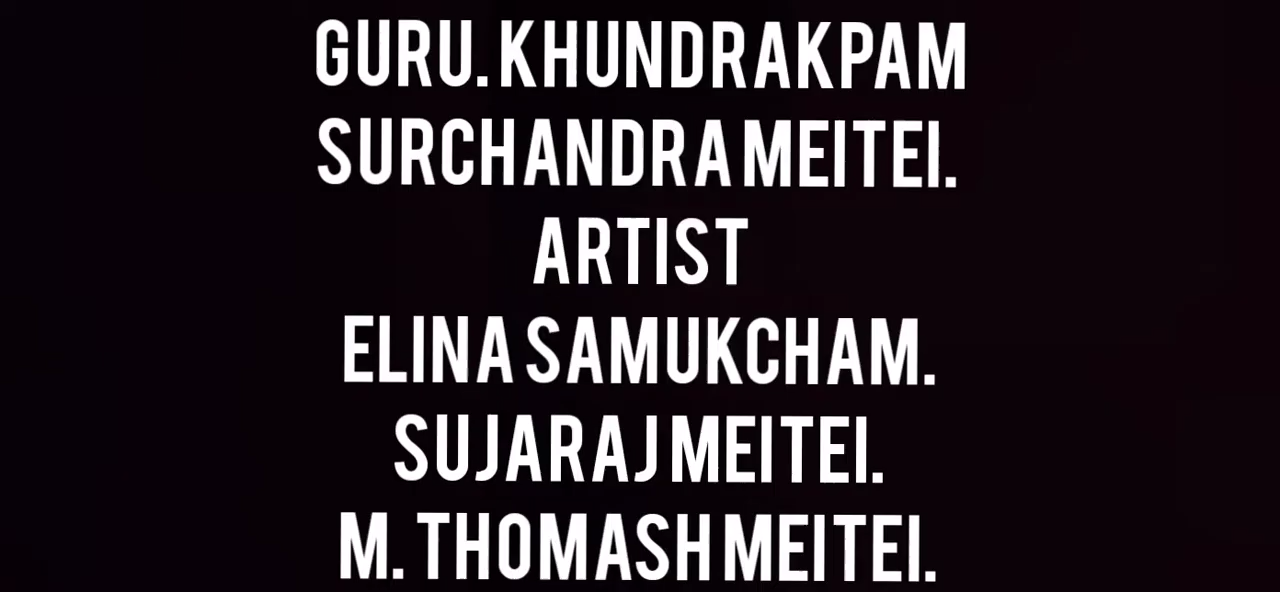 GURU. KHUNDRAKPAM
SURCHANDRA MEITEI.
ARTIST
ELINA SAMUKCHAM.
SUJARAJ MEITEI.
M. THOMASH MEITEI.